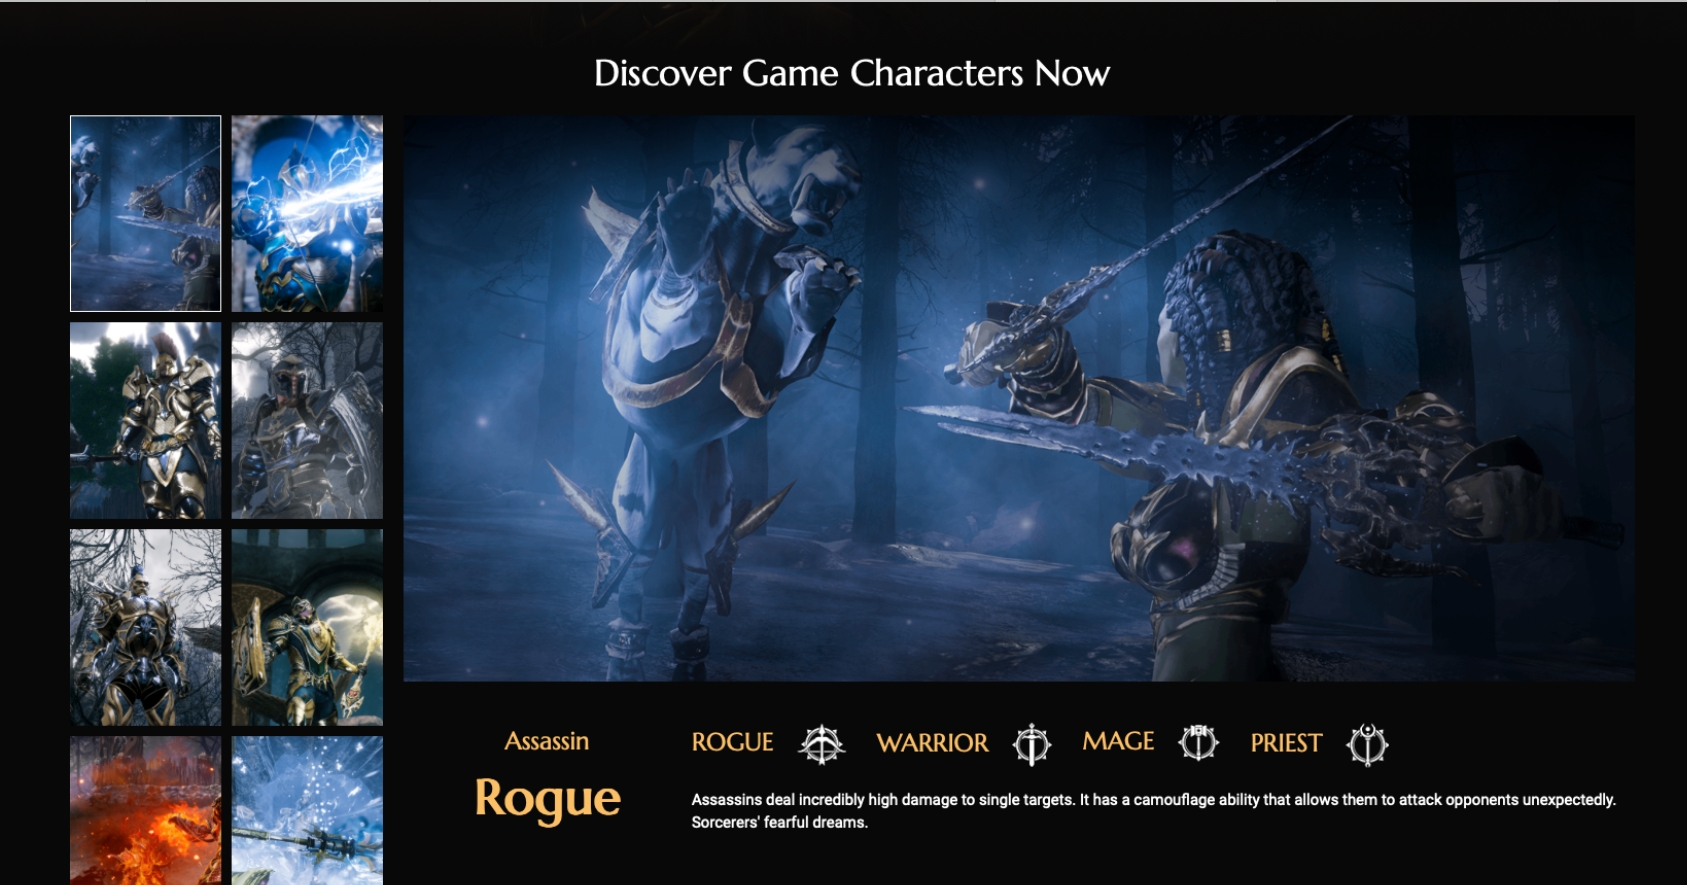 Discover Game Characters Now
Assassin
Rogue
ROGUE WARRIOR MAGE PRIEST
Assassins deal incredibly high damage to single targets. It has a camouflage ability that allows them to attack opponents unexpectedly.
Sorcerers' fearful dreams.